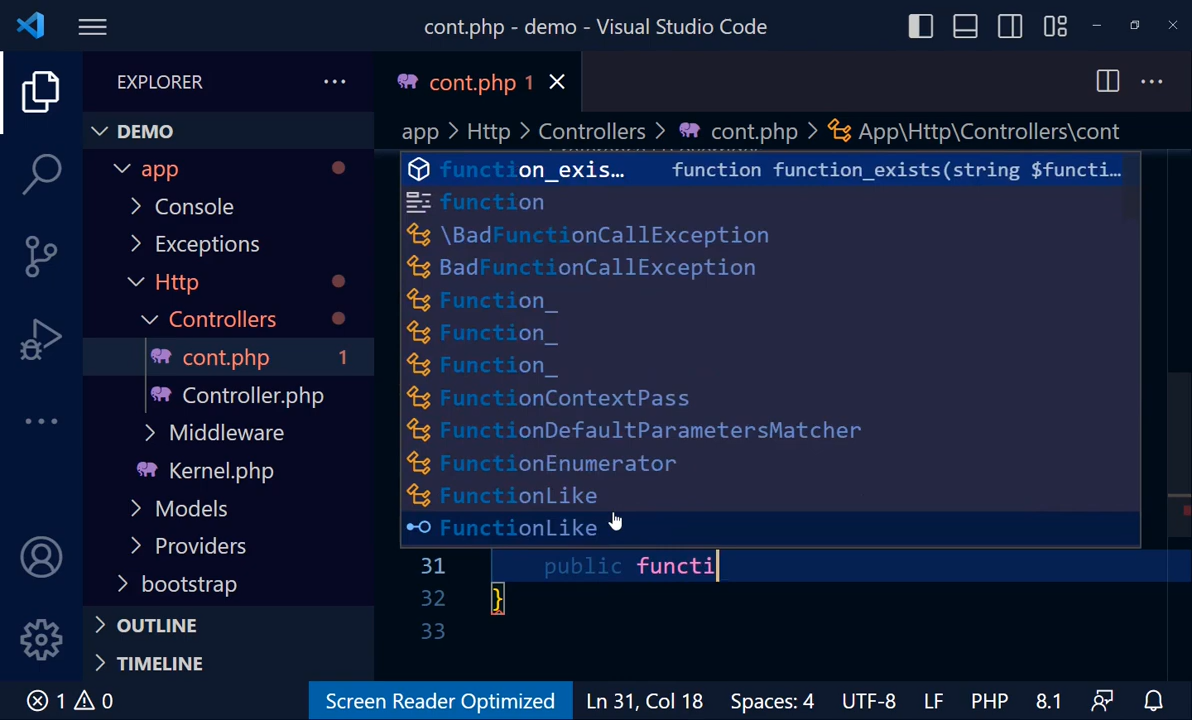 cont.php - demo - Visual Studio Code
EXPLORER
cont.php 1
DEMO
app > Http > Controllers > cont.php > App\Http\Controllers\cont
app
function_exis… function function_exists(string $functi…
Console
function
Exceptions
\BadFunctionCallException
BadFunctionCallException
Http
Function_
Controllers
Function_
cont.php 1
Function_
Controller.php
FunctionContextPass
Middleware
FunctionDefaultParametersMatcher
Kernel.php
FunctionEnumerator
Models
FunctionLike
Providers
FunctionLike
bootstrap
31 public functi
32 }
OUTLINE
33
TIMELINE
1 0 Screen Reader Optimized Ln 31, Col 18 Spaces: 4 UTF-8 LF PHP 8.1